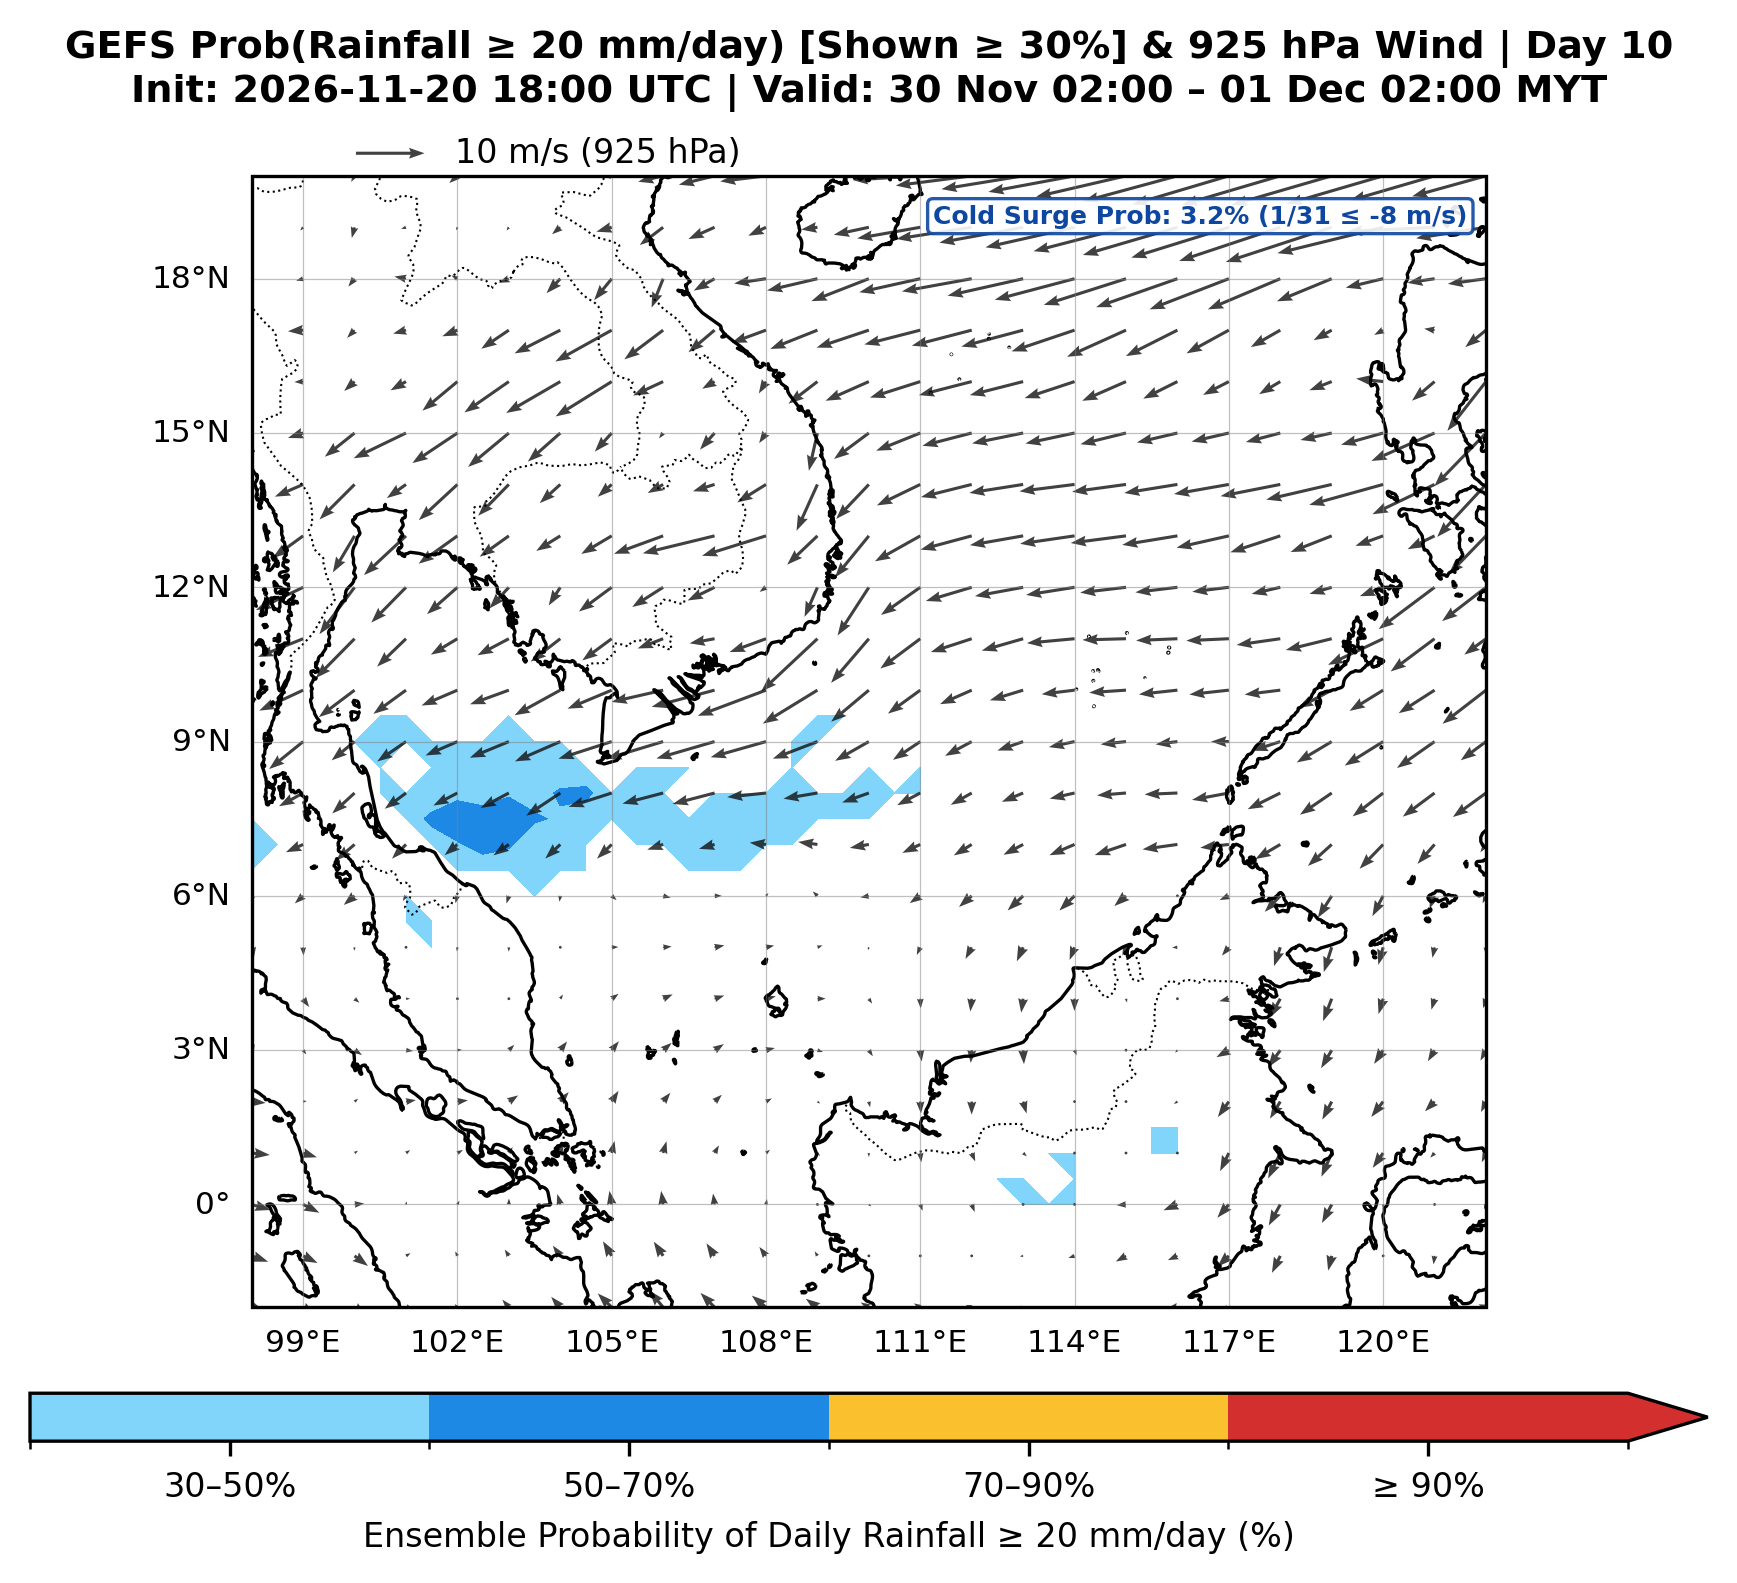 GEFS Prob(Rainfall ≥ 20 mm/day) [Shown ≥ 30%] & 925 hPa Wind | Day 10
Init: 2026-11-20 18:00 UTC | Valid: 30 Nov 02:00 – 01 Dec 02:00 MYT
10 m/s (925 hPa)
Cold Surge Prob: 3.2% (1/31 ≤ -8 m/s)
18°N
15°N
12°N
9°N
6°N
3°N
0°
99°E 102°E 105°E 108°E 111°E 114°E 117°E 120°E
30–50% 50–70% 70–90% ≥ 90%
Ensemble Probability of Daily Rainfall ≥ 20 mm/day (%)